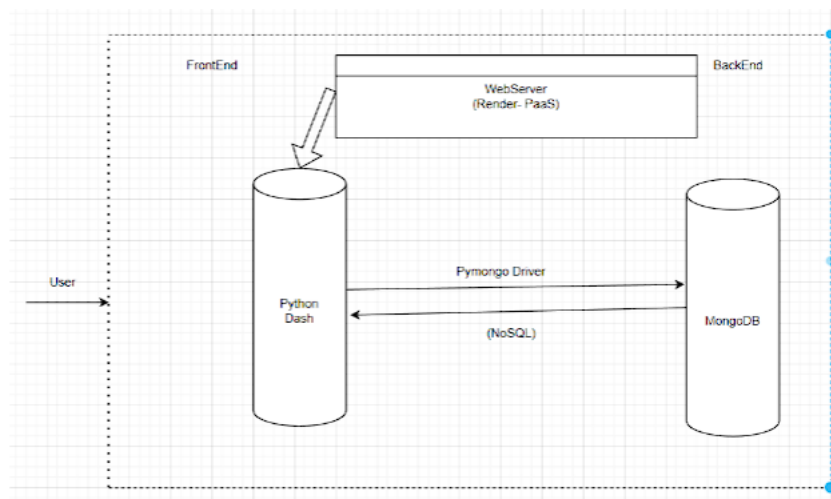 FrontEnd
BackEnd
WebServer
(Render- PaaS)
User
Pymongo Driver
Python
Dash
(NoSQL)
MongoDB